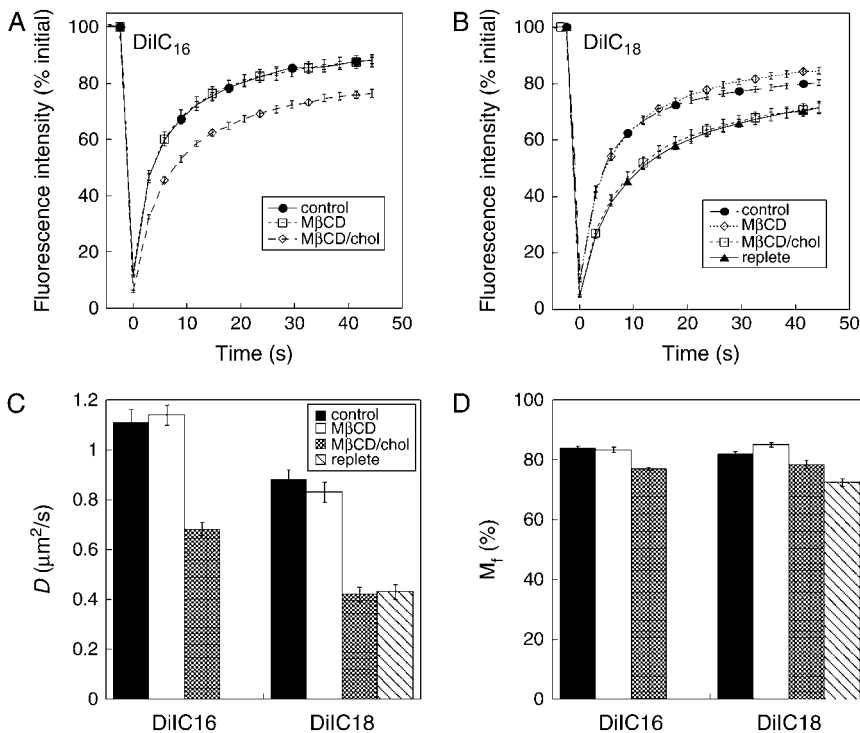 A
DiIC16
Fluorescence intensity (% initial)
100
80
60
40
20
0
control
MβCD
MβCD/chol
0 10 20 30 40 50
Time (s)
B
DiIC18
Fluorescence intensity (% initial)
100
80
60
40
20
0
control
MβCD
MβCD/chol
replete
0 10 20 30 40 50
Time (s)
C
D (μm²/s)
1.2
1
0.8
0.6
0.4
0.2
0
control
MβCD
MβCD/chol
replete
DiIC16 DiIC18
D
Mf (%)
100
80
60
40
20
0
DiIC16 DiIC18